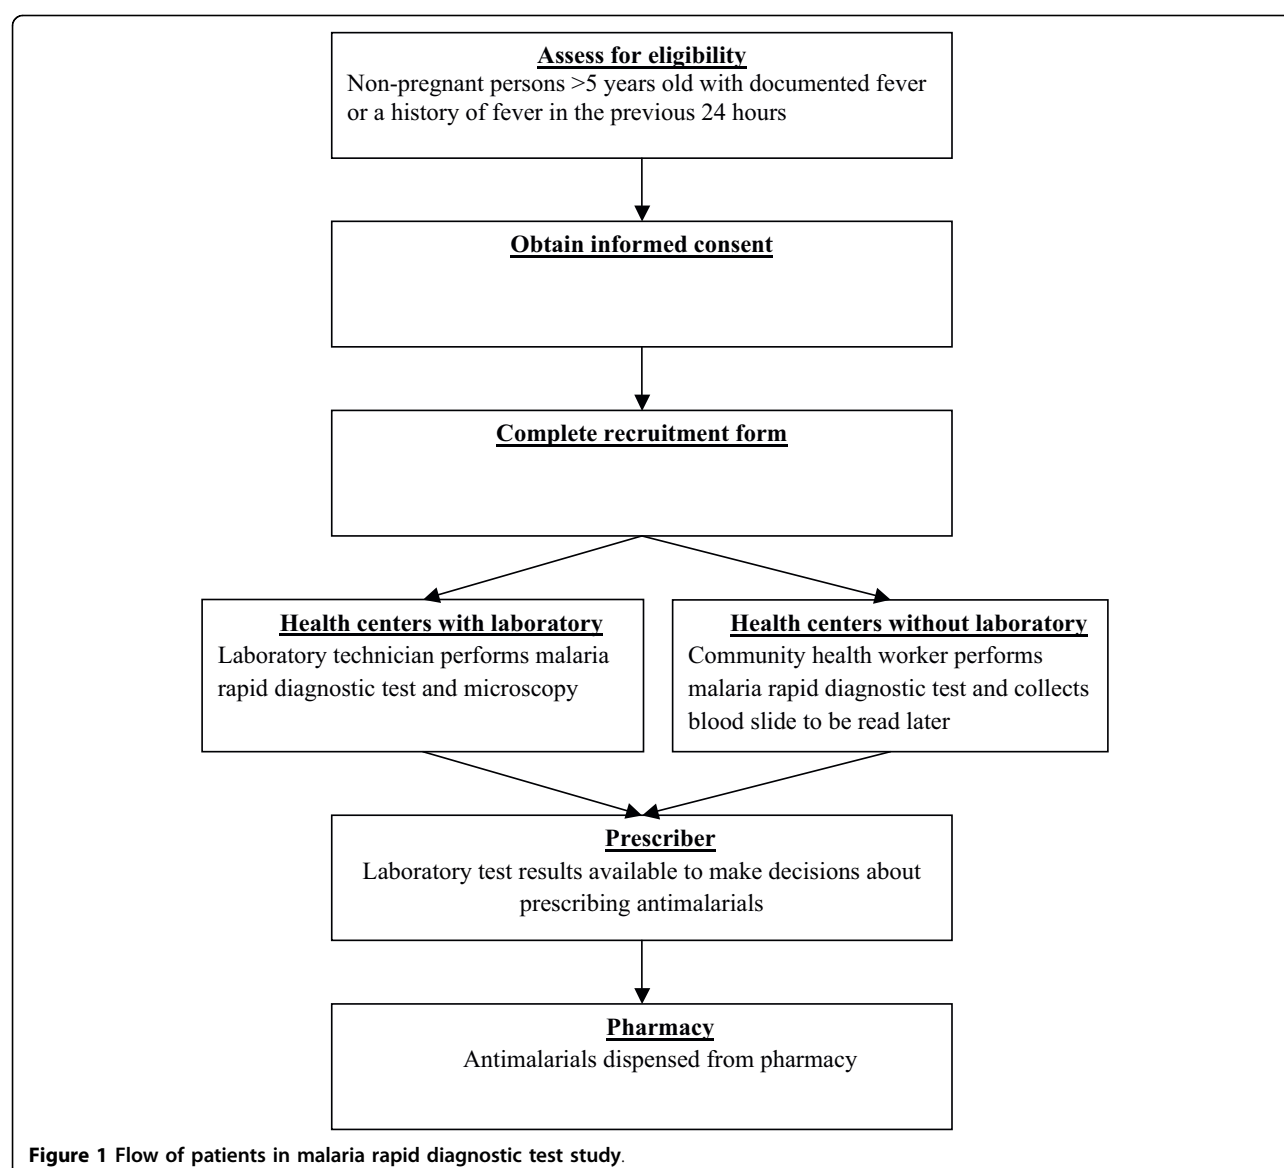 Assess for eligibility
Non-pregnant persons >5 years old with documented fever
or a history of fever in the previous 24 hours
Obtain informed consent
Complete recruitment form
Health centers with laboratory
Laboratory technician performs malaria
rapid diagnostic test and microscopy
Health centers without laboratory
Community health worker performs
malaria rapid diagnostic test and collects
blood slide to be read later
Prescriber
Laboratory test results available to make decisions about
prescribing antimalarials
Pharmacy
Antimalarials dispensed from pharmacy
Figure 1 Flow of patients in malaria rapid diagnostic test study.